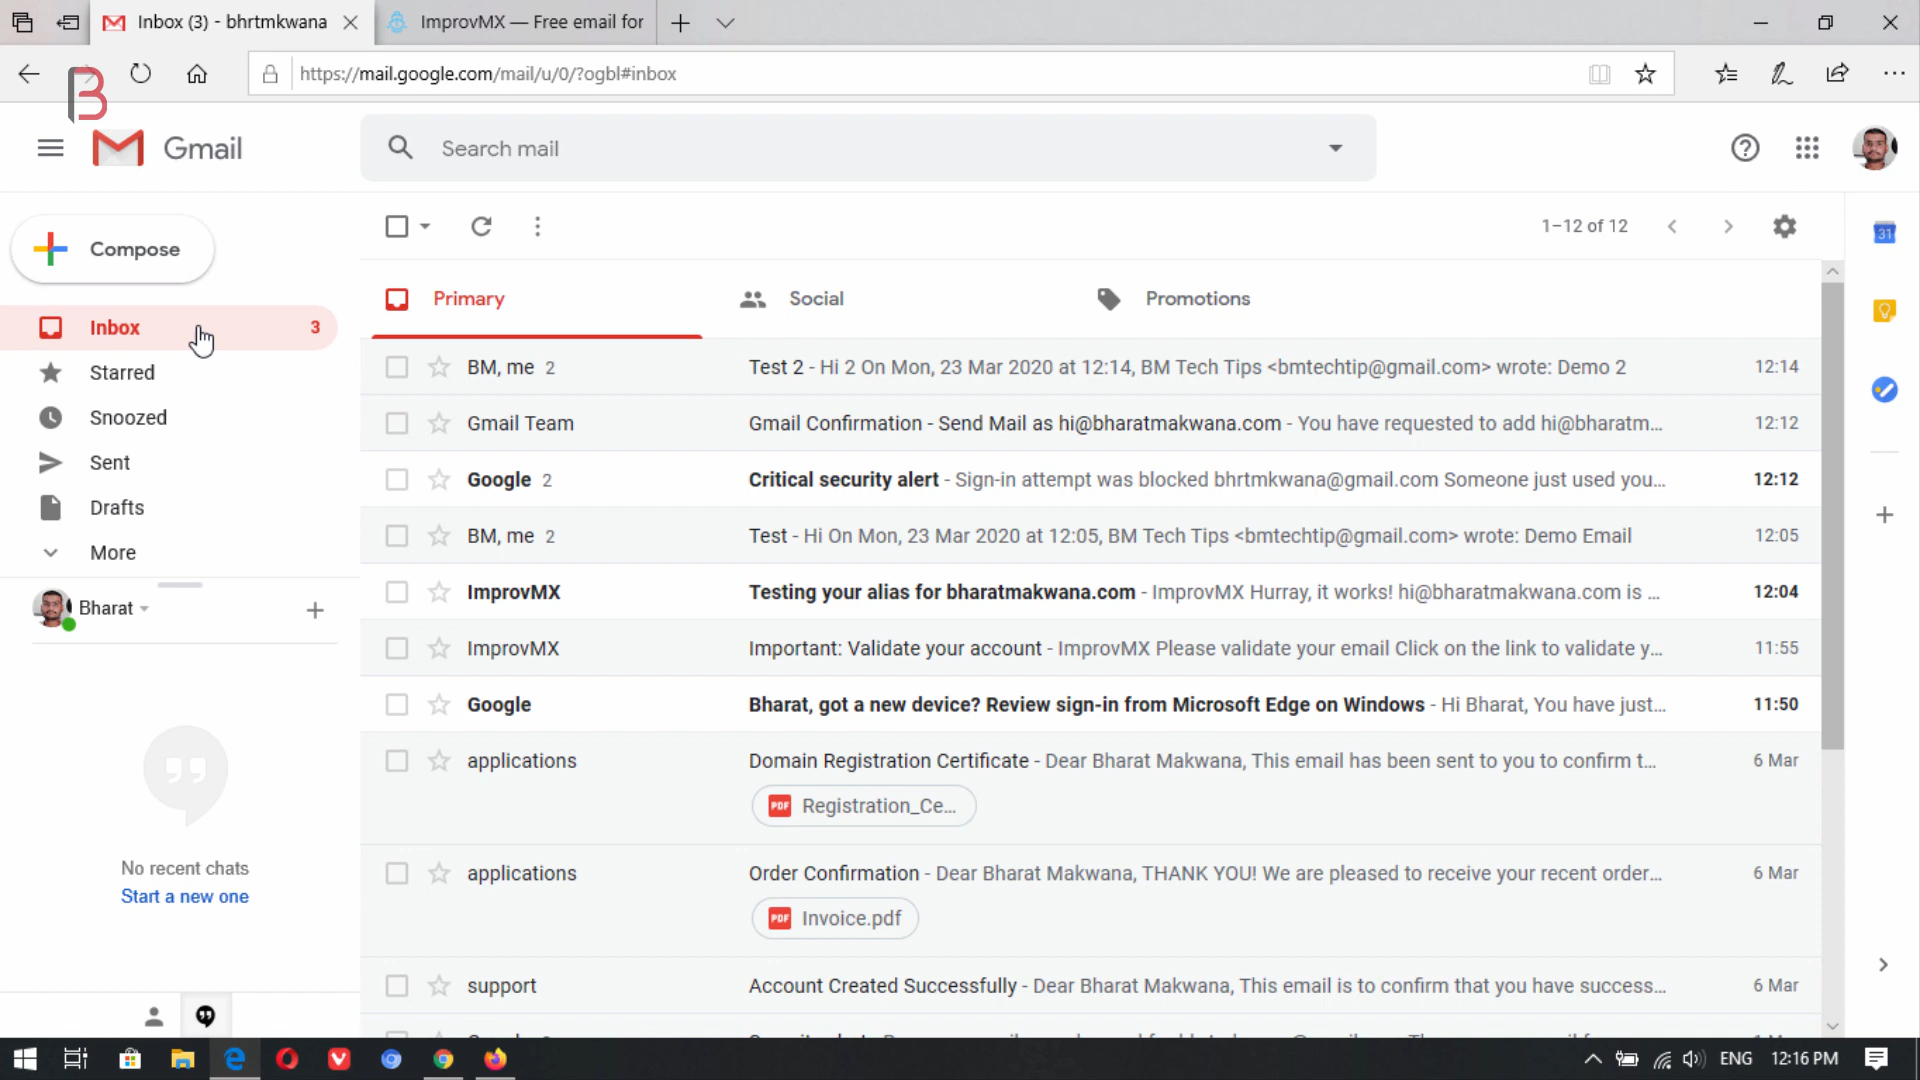 Inbox (3) - bhrtmkwana
ImprovMX — Free email for
https://mail.google.com/mail/u/0/?ogbl#inbox
B
Gmail
Search mail
Compose
1–12 of 12
31
Primary
Social
Promotions
Inbox 3
Starred
Snoozed
Sent
Drafts
More
Bharat
No recent chats
Start a new one
BM, me 2 Test 2 - Hi 2 On Mon, 23 Mar 2020 at 12:14, BM Tech Tips <bmtechtip@gmail.com> wrote: Demo 2 12:14
Gmail Team Gmail Confirmation - Send Mail as hi@bharatmakwana.com - You have requested to add hi@bharatm... 12:12
Google 2 Critical security alert - Sign-in attempt was blocked bhrtmkwana@gmail.com Someone just used you... 12:12
BM, me 2 Test - Hi On Mon, 23 Mar 2020 at 12:05, BM Tech Tips <bmtechtip@gmail.com> wrote: Demo Email 12:05
ImprovMX Testing your alias for bharatmakwana.com - ImprovMX Hurray, it works! hi@bharatmakwana.com is ... 12:04
ImprovMX Important: Validate your account - ImprovMX Please validate your email Click on the link to validate y... 11:55
Google Bharat, got a new device? Review sign-in from Microsoft Edge on Windows - Hi Bharat, You have just... 11:50
applications Domain Registration Certificate - Dear Bharat Makwana, This email has been sent to you to confirm t... 6 Mar
PDF Registration_Ce...
applications Order Confirmation - Dear Bharat Makwana, THANK YOU! We are pleased to receive your recent order... 6 Mar
PDF Invoice.pdf
support Account Created Successfully - Dear Bharat Makwana, This email is to confirm that you have success... 6 Mar
ENG 12:16 PM